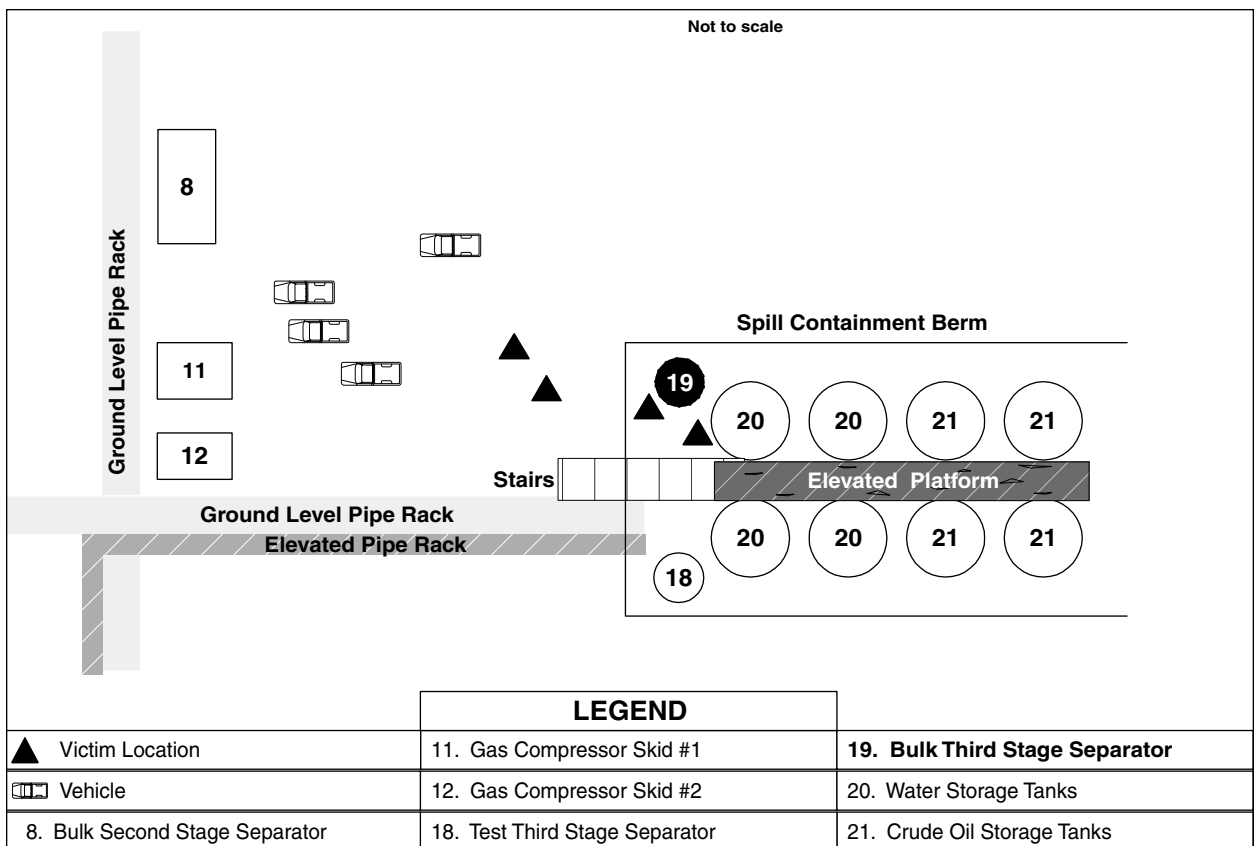 Not to scale
8
Ground Level Pipe Rack
11
12
Spill Containment Berm
19
20 20 21 21
Stairs
Elevated Platform
Ground Level Pipe Rack
Elevated Pipe Rack
20 20 21 21
18
LEGEND
Victim Location
11. Gas Compressor Skid #1
19. Bulk Third Stage Separator
Vehicle
12. Gas Compressor Skid #2
20. Water Storage Tanks
8. Bulk Second Stage Separator
18. Test Third Stage Separator
21. Crude Oil Storage Tanks